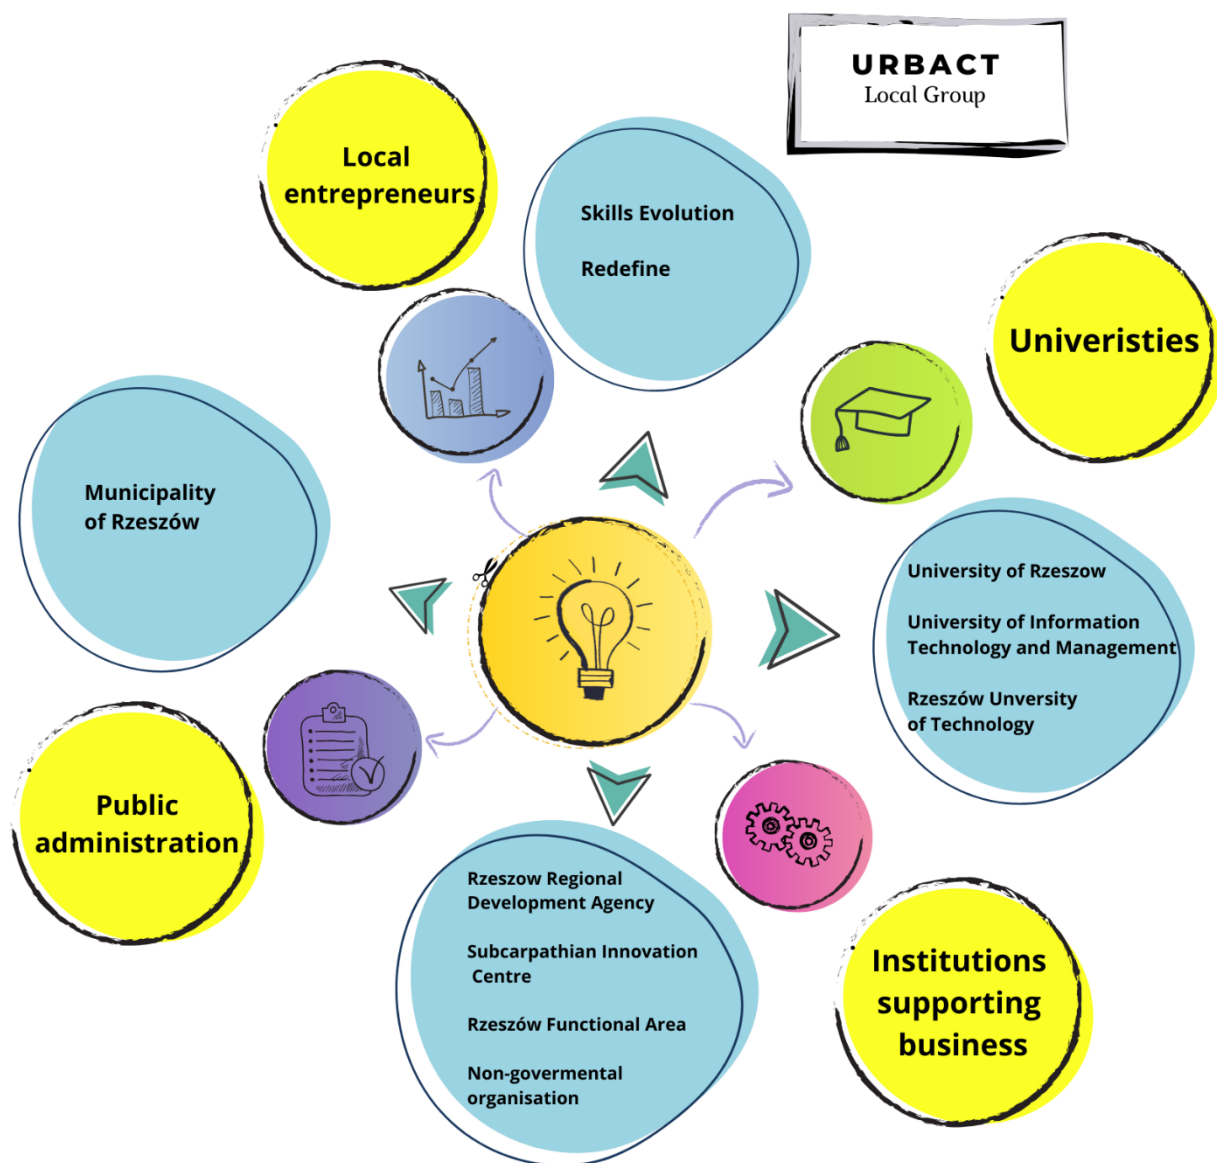 URBACT
Local Group
Local
entrepreneurs
Skills Evolution
Redefine
Univeristies
University of Rzeszow
University of Information
Technology and Management
Rzeszów Unversity
of Technology
Municipality
of Rzeszów
Public
administration
Rzeszow Regional
Development Agency
Subcarpathian Innovation
Centre
Rzeszów Functional Area
Non-govermental
organisation
Institutions
supporting
business